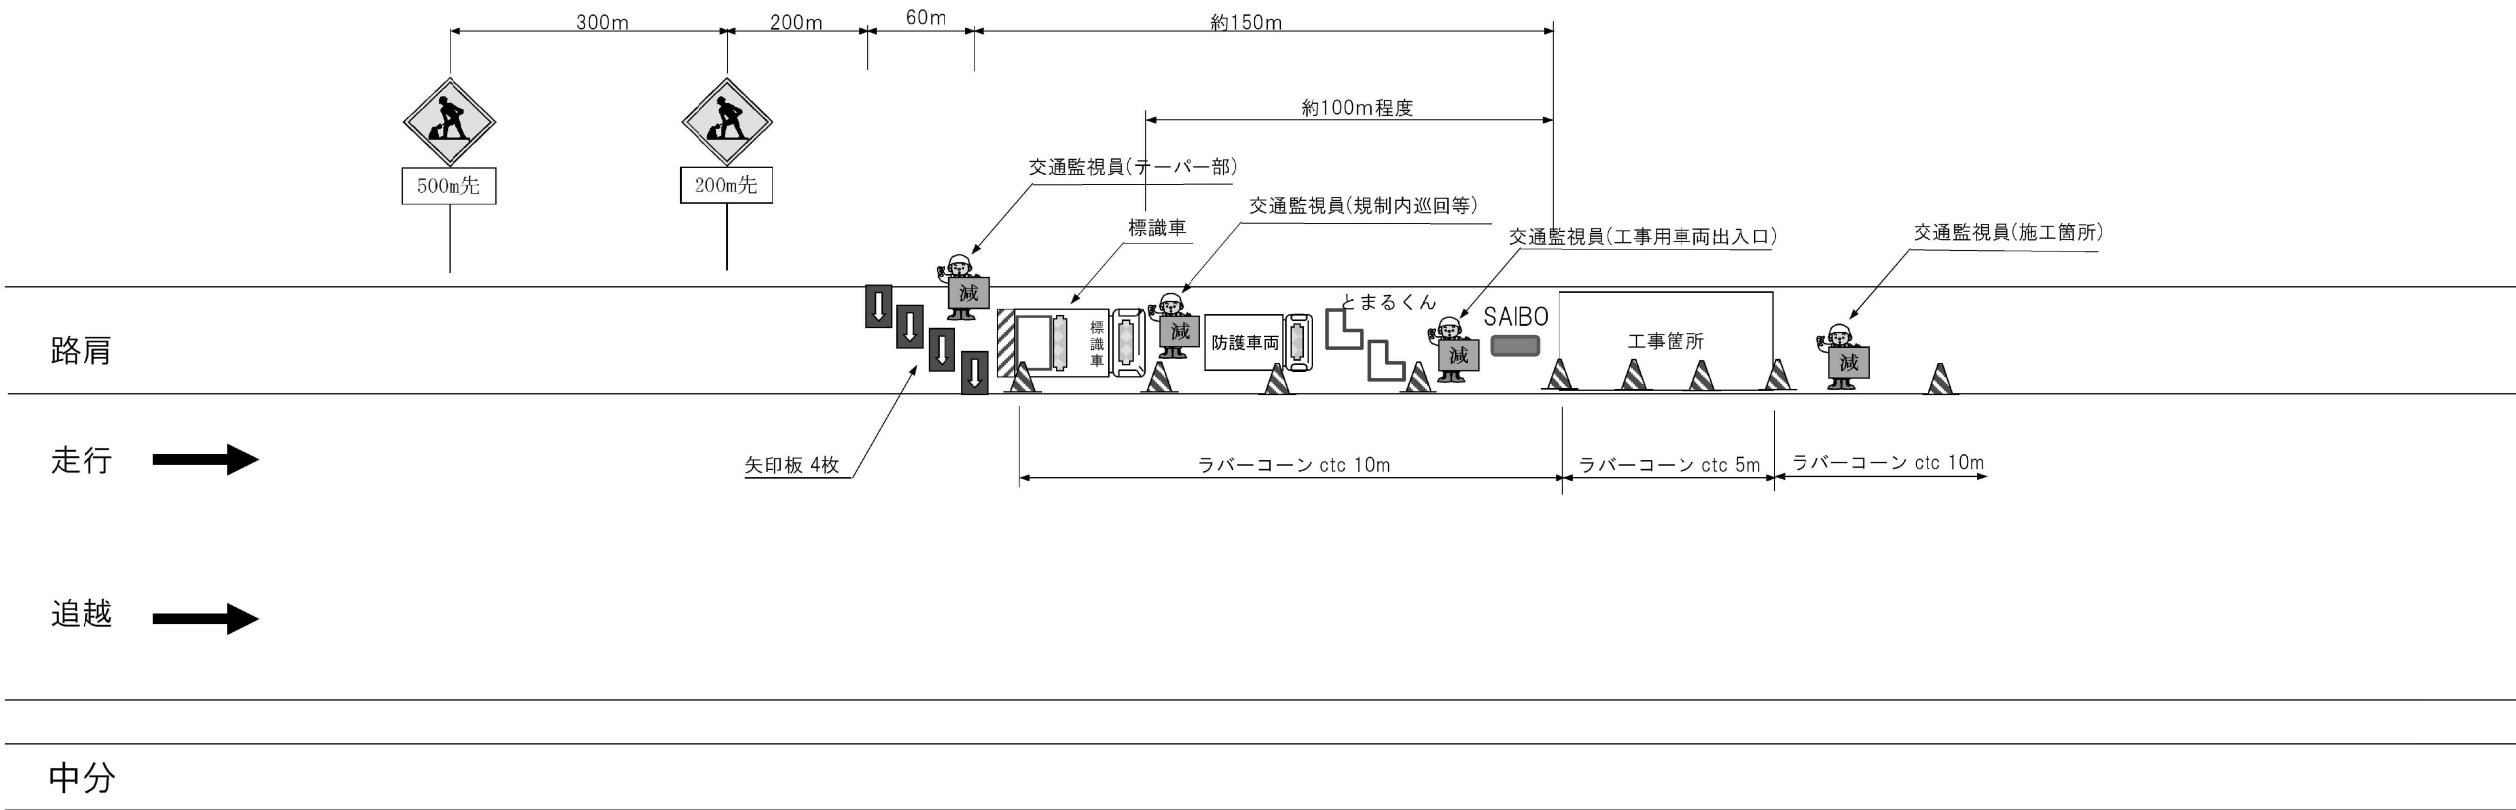 300m
200m
60m
約150m
約100m程度
500m先
200m先
交通監視員(テーパー部)
標識車
交通監視員(規制内巡回等)
交通監視員(工事用車両出入口)
交通監視員(施工箇所)
路肩
減
標識車
減
防護車両
とまるくん
減
SAIBO
工事箇所
減
走行
矢印板 4枚
ラバーコーン ctc 10m
ラバーコーン ctc 5m
ラバーコーン ctc 10m
追越
中分